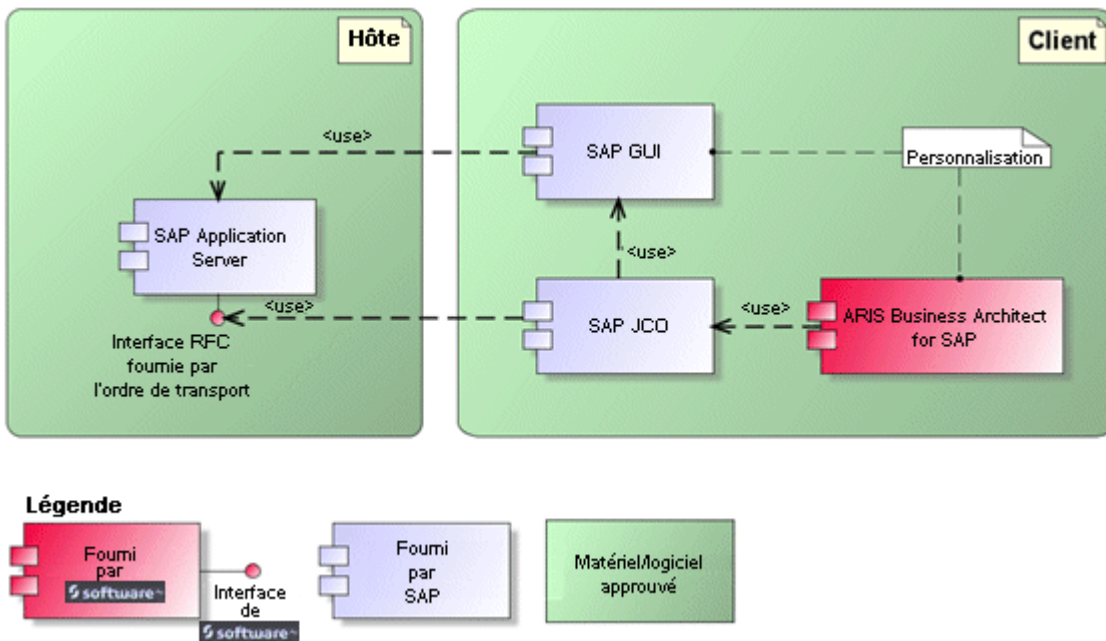 Hôte
Client
<use>
SAP GUI
Personnalisation
SAP Application
Server
<use>
<use>
<use>
SAP JCO
ARIS Business Architect
for SAP
Interface RFC
fournie par
l'ordre de transport
Légende
Fourni
par
software
Interface
de
software
Fourni
par
SAP
Matériel/logiciel
approuvé